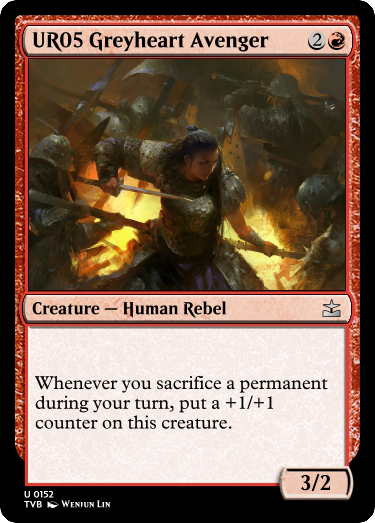 UR05 Greyheart Avenger 2
Creature — Human Rebel
Whenever you sacrifice a permanent
during your turn, put a +1/+1
counter on this creature.
3/2
U 0152
TVB Wenjun Lin